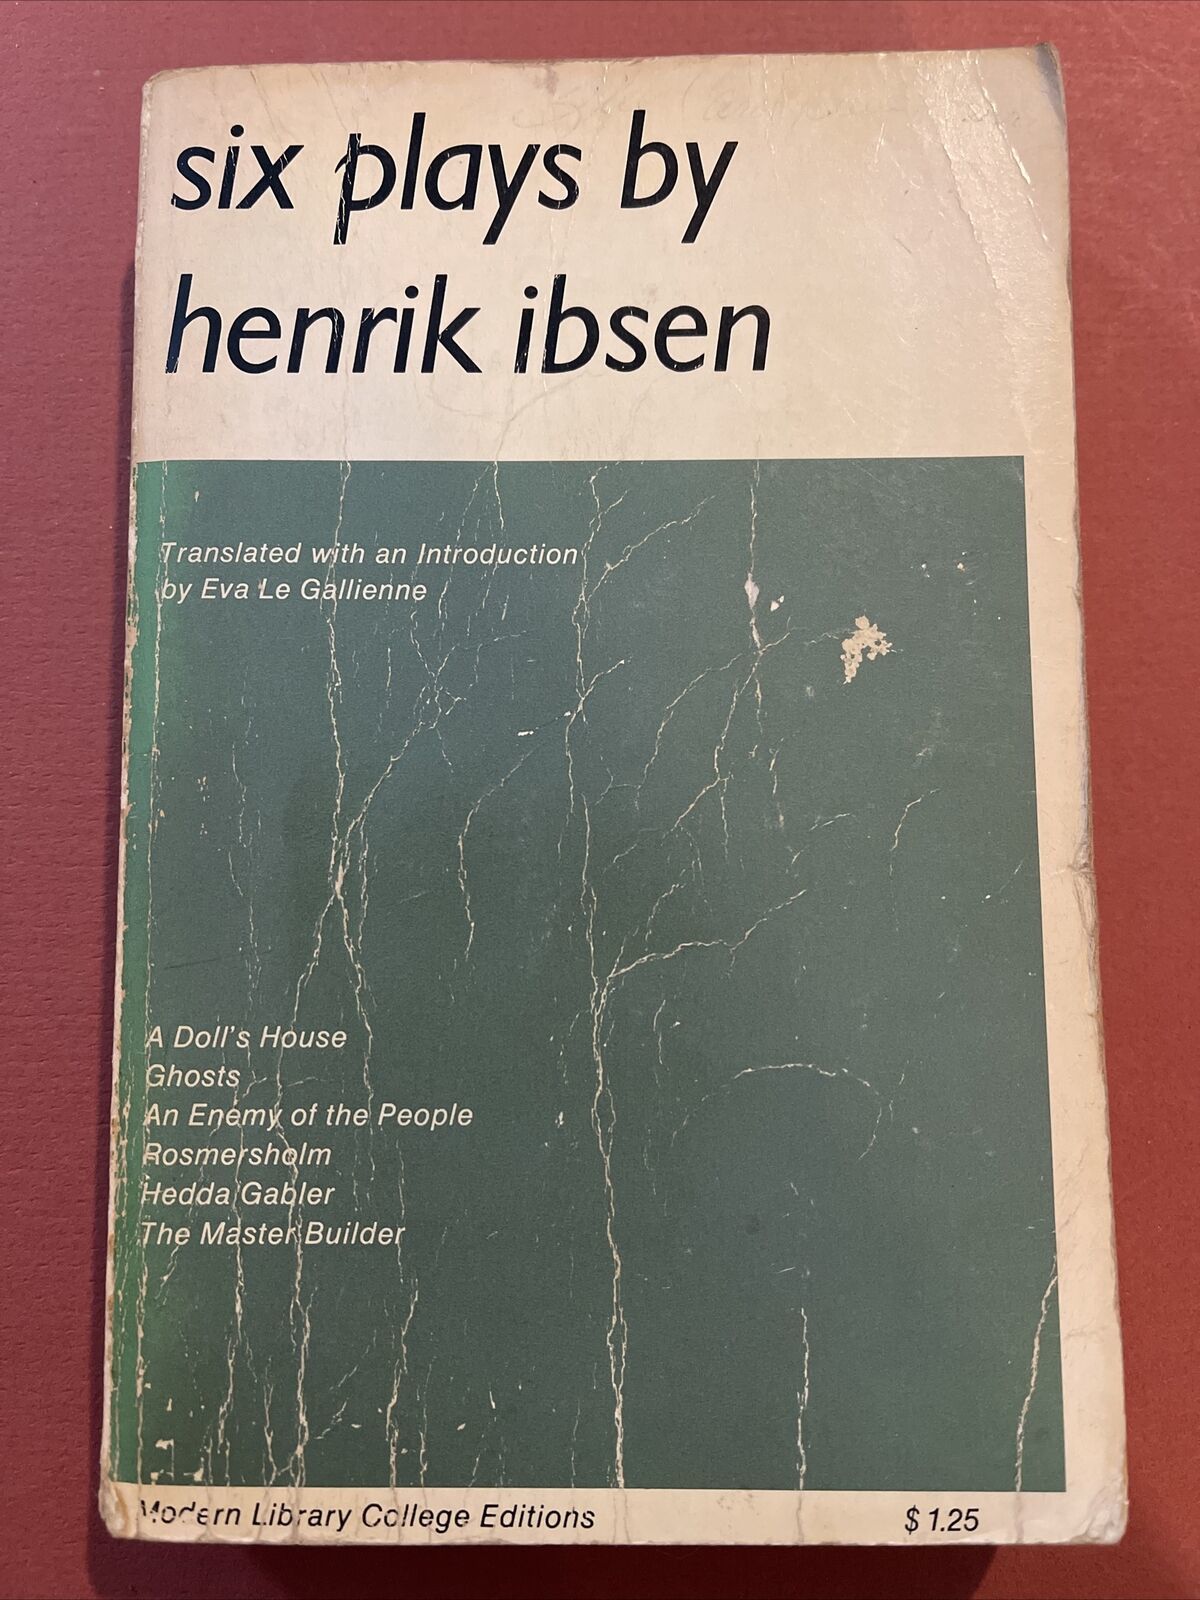 six plays by
henrik ibsen
Translated with an Introduction
by Eva Le Gallienne
A Doll's House
Ghosts
An Enemy of the People
Rosmersholm
Hedda Gabler
The Master Builder
Modern Library College Editions
$1.25